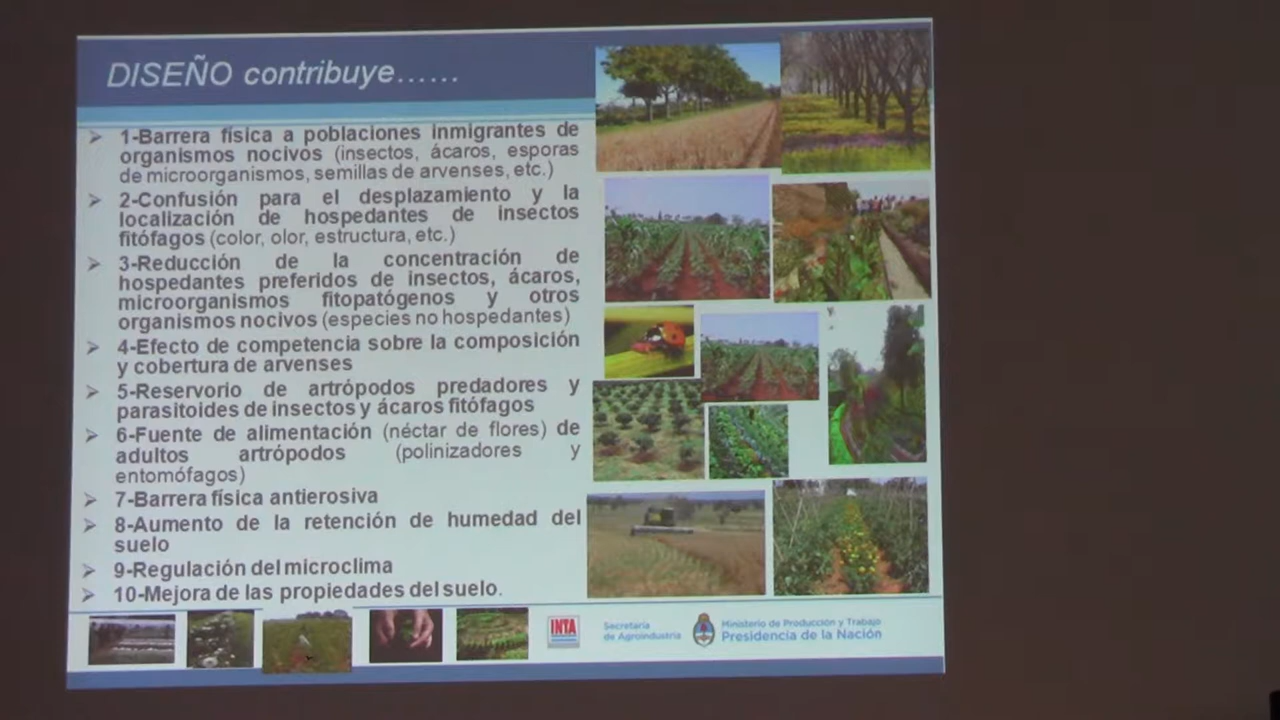 DISEÑO contribuye……
1-Barrera física a poblaciones inmigrantes de
organismos nocivos (insectos, ácaros, esporas
de microorganismos, semillas de arvenses, etc.)
2-Confusión para el desplazamiento y la
localización de hospedantes de insectos
fitófagos (color, olor, estructura, etc.)
3-Reducción de la concentración de
hospedantes preferidos de insectos, ácaros,
microorganismos fitopatógenos y otros
organismos nocivos (especies no hospedantes)
4-Efecto de competencia sobre la composición
y cobertura de arvenses
5-Reservorio de artrópodos predadores y
parasitoides de insectos y ácaros fitófagos
6-Fuente de alimentación (néctar de flores) de
adultos artrópodos (polinizadores y
entomófagos)
7-Barrera física antierosiva
8-Aumento de la retención de humedad del
suelo
9-Regulación del microclima
10-Mejora de las propiedades del suelo.
INTA
Secretaría
de Agroindustria
Ministerio de Producción y Trabajo
Presidencia de la Nación